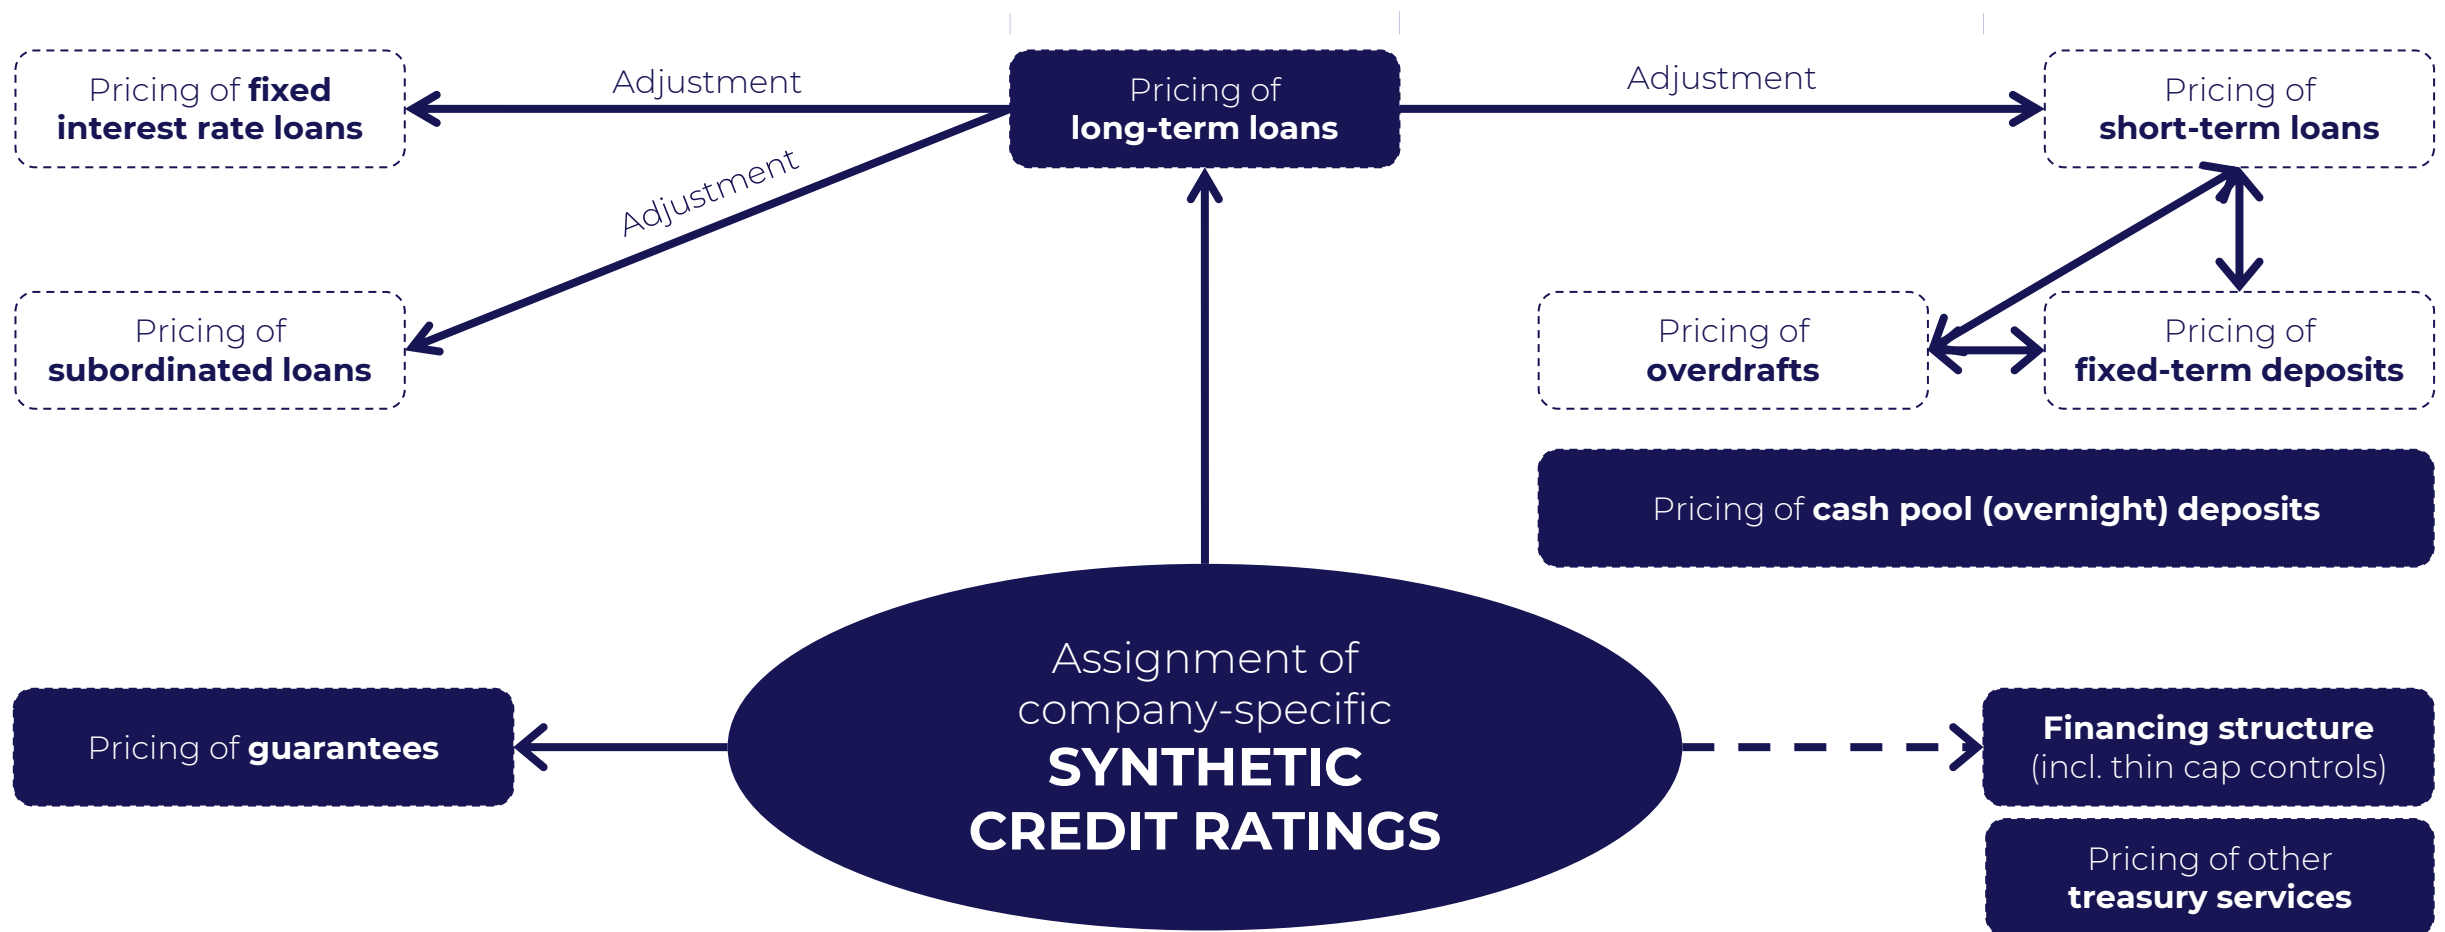 Pricing of fixed
interest rate loans
Adjustment
Adjustment
Pricing of
long-term loans
Adjustment
Pricing of
short-term loans
Pricing of
subordinated loans
Pricing of
overdrafts
Pricing of
fixed-term deposits
Pricing of cash pool (overnight) deposits
Pricing of guarantees
Assignment of
company-specific
SYNTHETIC
CREDIT RATINGS
Financing structure
(incl. thin cap controls)
Pricing of other
treasury services